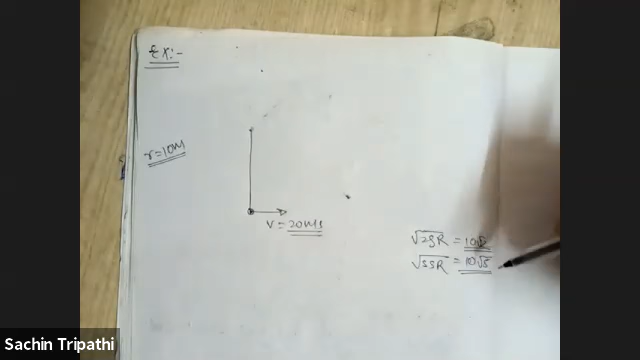 Ex:-
r=10m
V = 20m/s
√2gR = 10√2
√5gR = 10√5
Sachin Tripathi